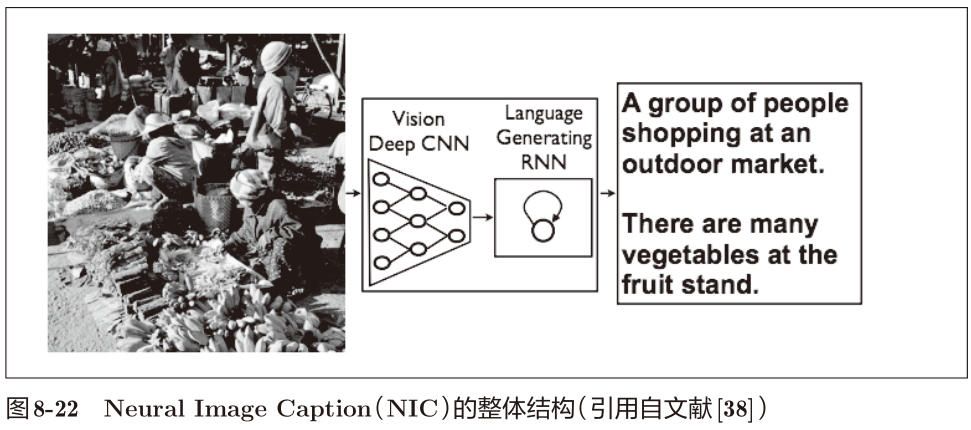 Vision
Deep CNN
Language
Generating
RNN
A group of people
shopping at an
outdoor market.
There are many
vegetables at the
fruit stand.
图8-22 Neural Image Caption(NIC)的整体结构(引用自文献[38])